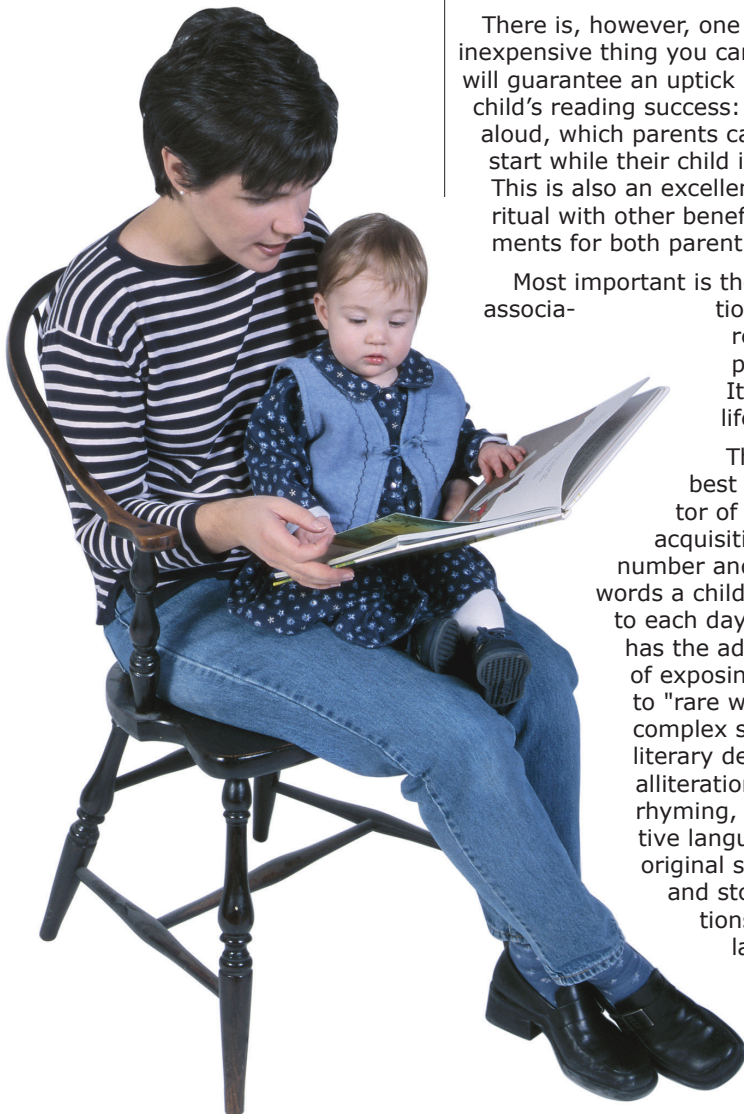 There is, however, one
inexpensive thing you can
will guarantee an uptick
child's reading success:
aloud, which parents ca
start while their child i
This is also an excellen
ritual with other benef
ments for both parent
Most important is th
associa- tio
re
p
It
life
Th
best
tor of
acquisiti
number and
words a child
to each day
has the ad
of exposin
to "rare w
complex s
literary de
alliteration
rhyming,
tive langu
original s
and sto
tions
la